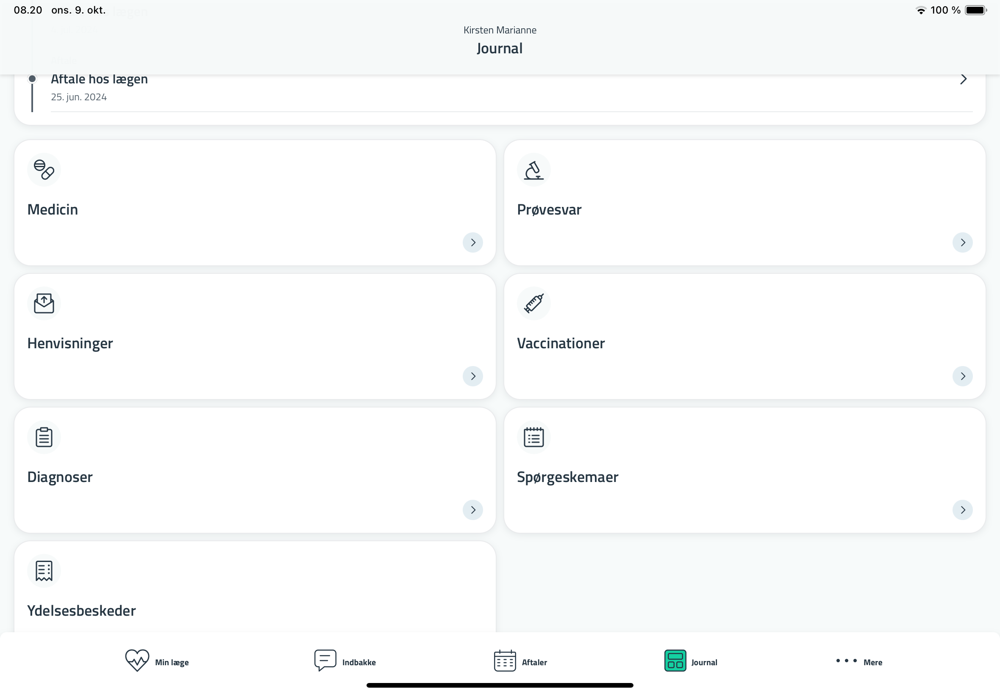 08.20 ons. 9. okt.
100 %
Kirsten Marianne
Journal
Aftale hos lægen
25. jun. 2024
Medicin
Prøvesvar
Henvisninger
Vaccinationer
Diagnoser
Spørgeskemaer
Ydelsesbeskeder
Min læge
Indbakke
Aftaler
Journal
Mere